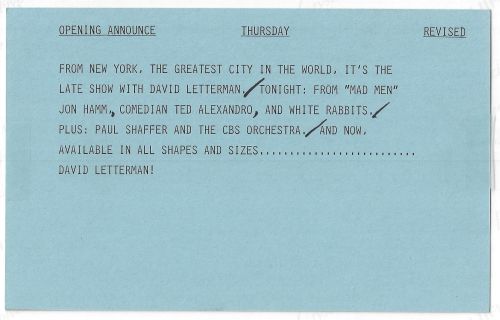 OPENING ANNOUNCE THURSDAY REVISED
FROM NEW YORK, THE GREATEST CITY IN THE WORLD, IT'S THE
LATE SHOW WITH DAVID LETTERMAN. TONIGHT: FROM "MAD MEN"
JON HAMM, COMEDIAN TED ALEXANDRO, AND WHITE RABBITS.
PLUS: PAUL SHAFFER AND THE CBS ORCHESTRA. AND NOW,
AVAILABLE IN ALL SHAPES AND SIZES..........................
DAVID LETTERMAN!